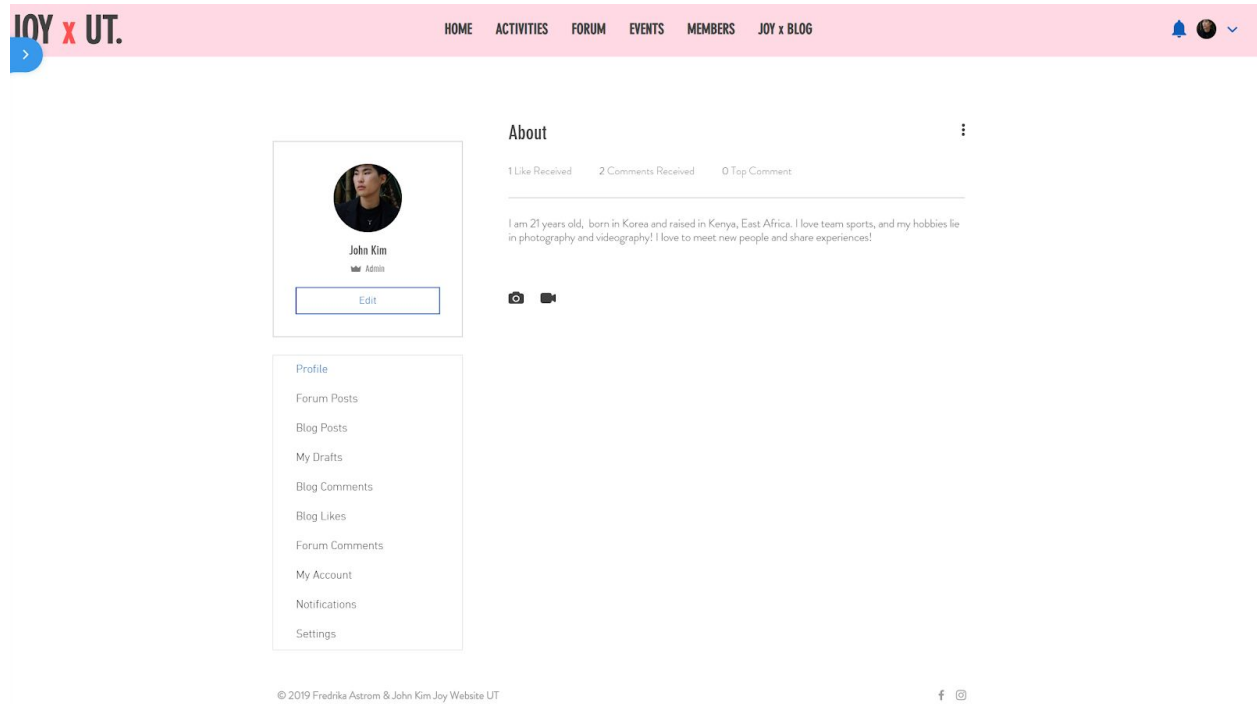 JOY x UT.
HOME ACTIVITIES FORUM EVENTS MEMBERS JOY x BLOG
About
1 Like Received 2 Comments Received 0 Top Comment
I am 21 years old, born in Korea and raised in Kenya, East Africa. I love team sports, and my hobbies lie
in photography and videography! I love to meet new people and share experiences!
John Kim
Admin
Edit
Profile
Forum Posts
Blog Posts
My Drafts
Blog Comments
Blog Likes
Forum Comments
My Account
Notifications
Settings
© 2019 Fredrika Astrom & John Kim Joy Website UT